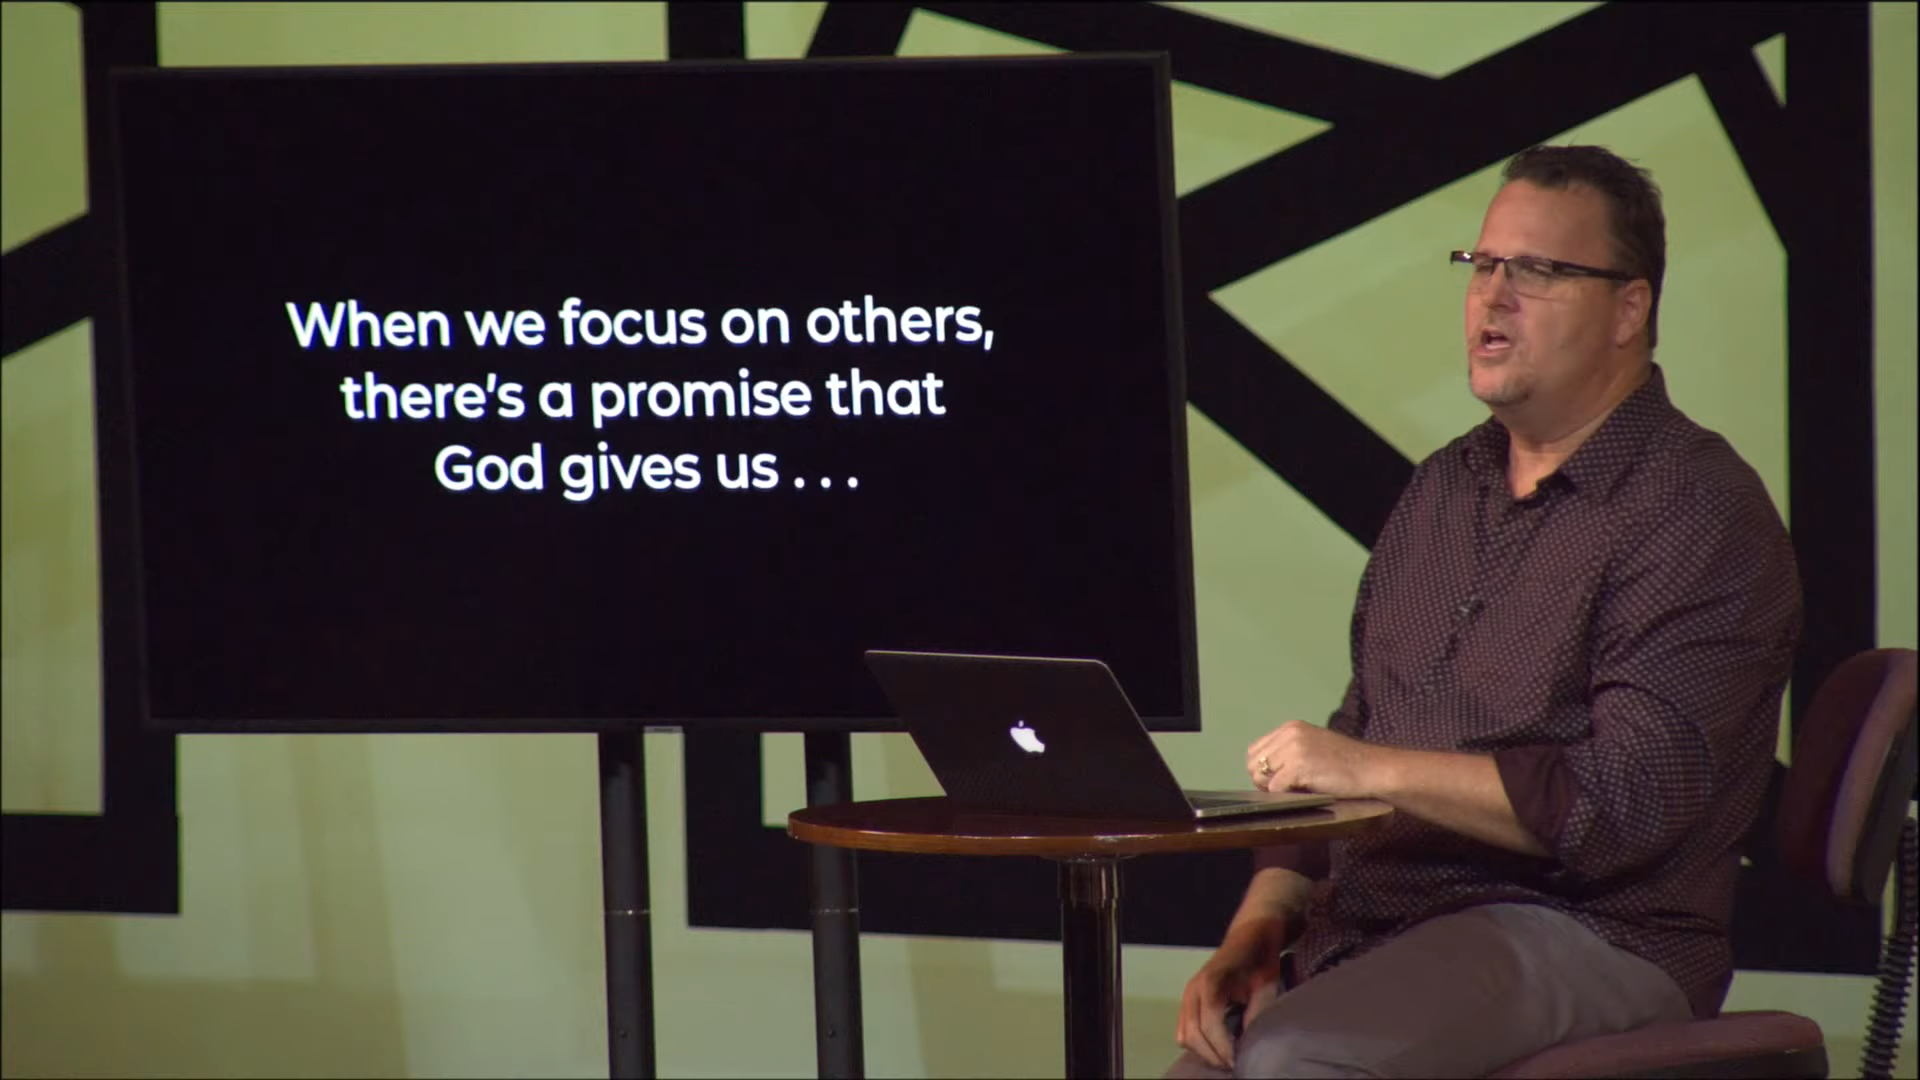 When we focus on others,
there's a promise that
God gives us . . .